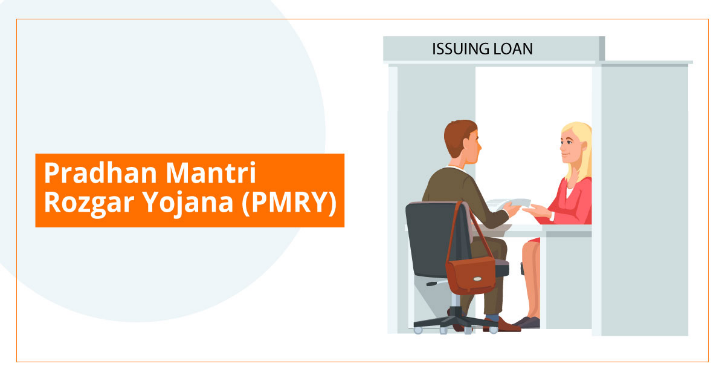 ISSUING LOAN
Pradhan Mantri
Rozgar Yojana (PMRY)